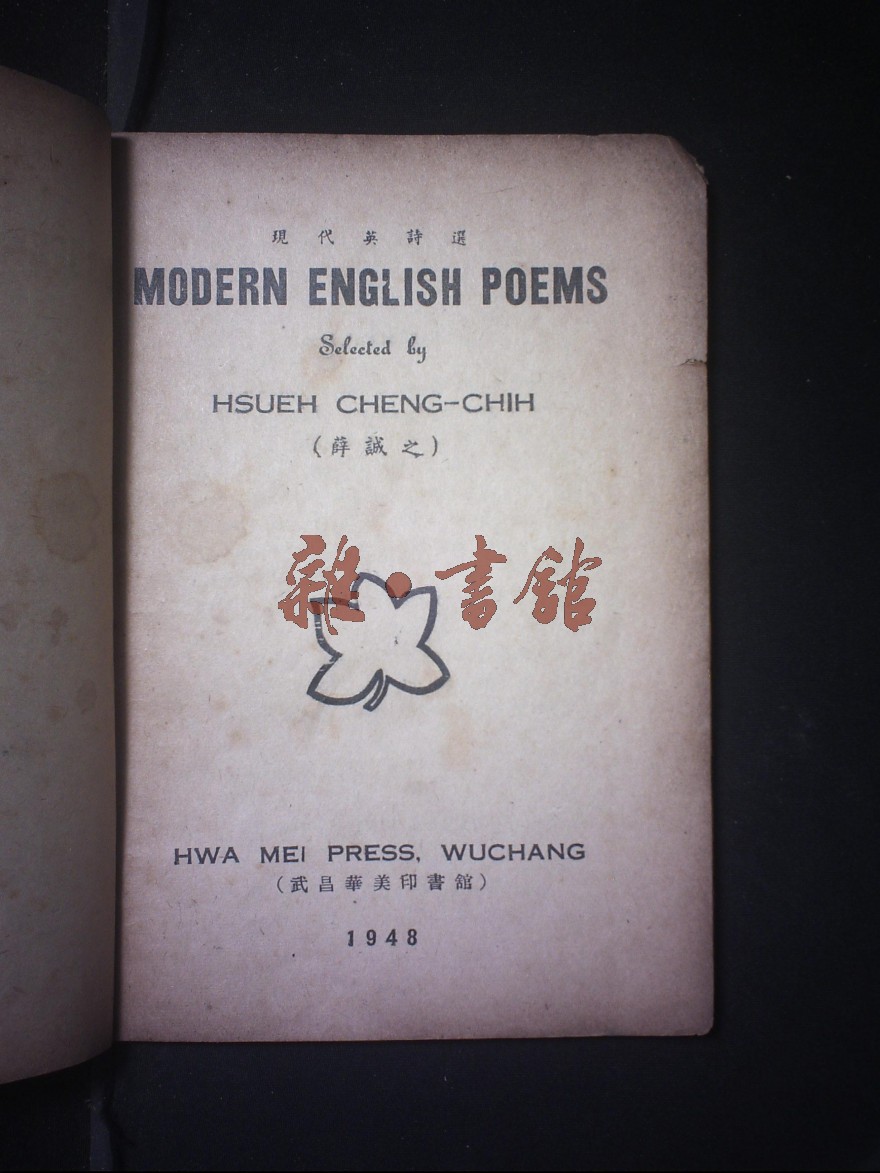 現代英詩選
MODERN ENGLISH POEMS
Selected by
HSUEH CHENG-CHIH
(薛誠之)
雜·書館
HWA MEI PRESS, WUCHANG
(武昌華美印書館)
1948